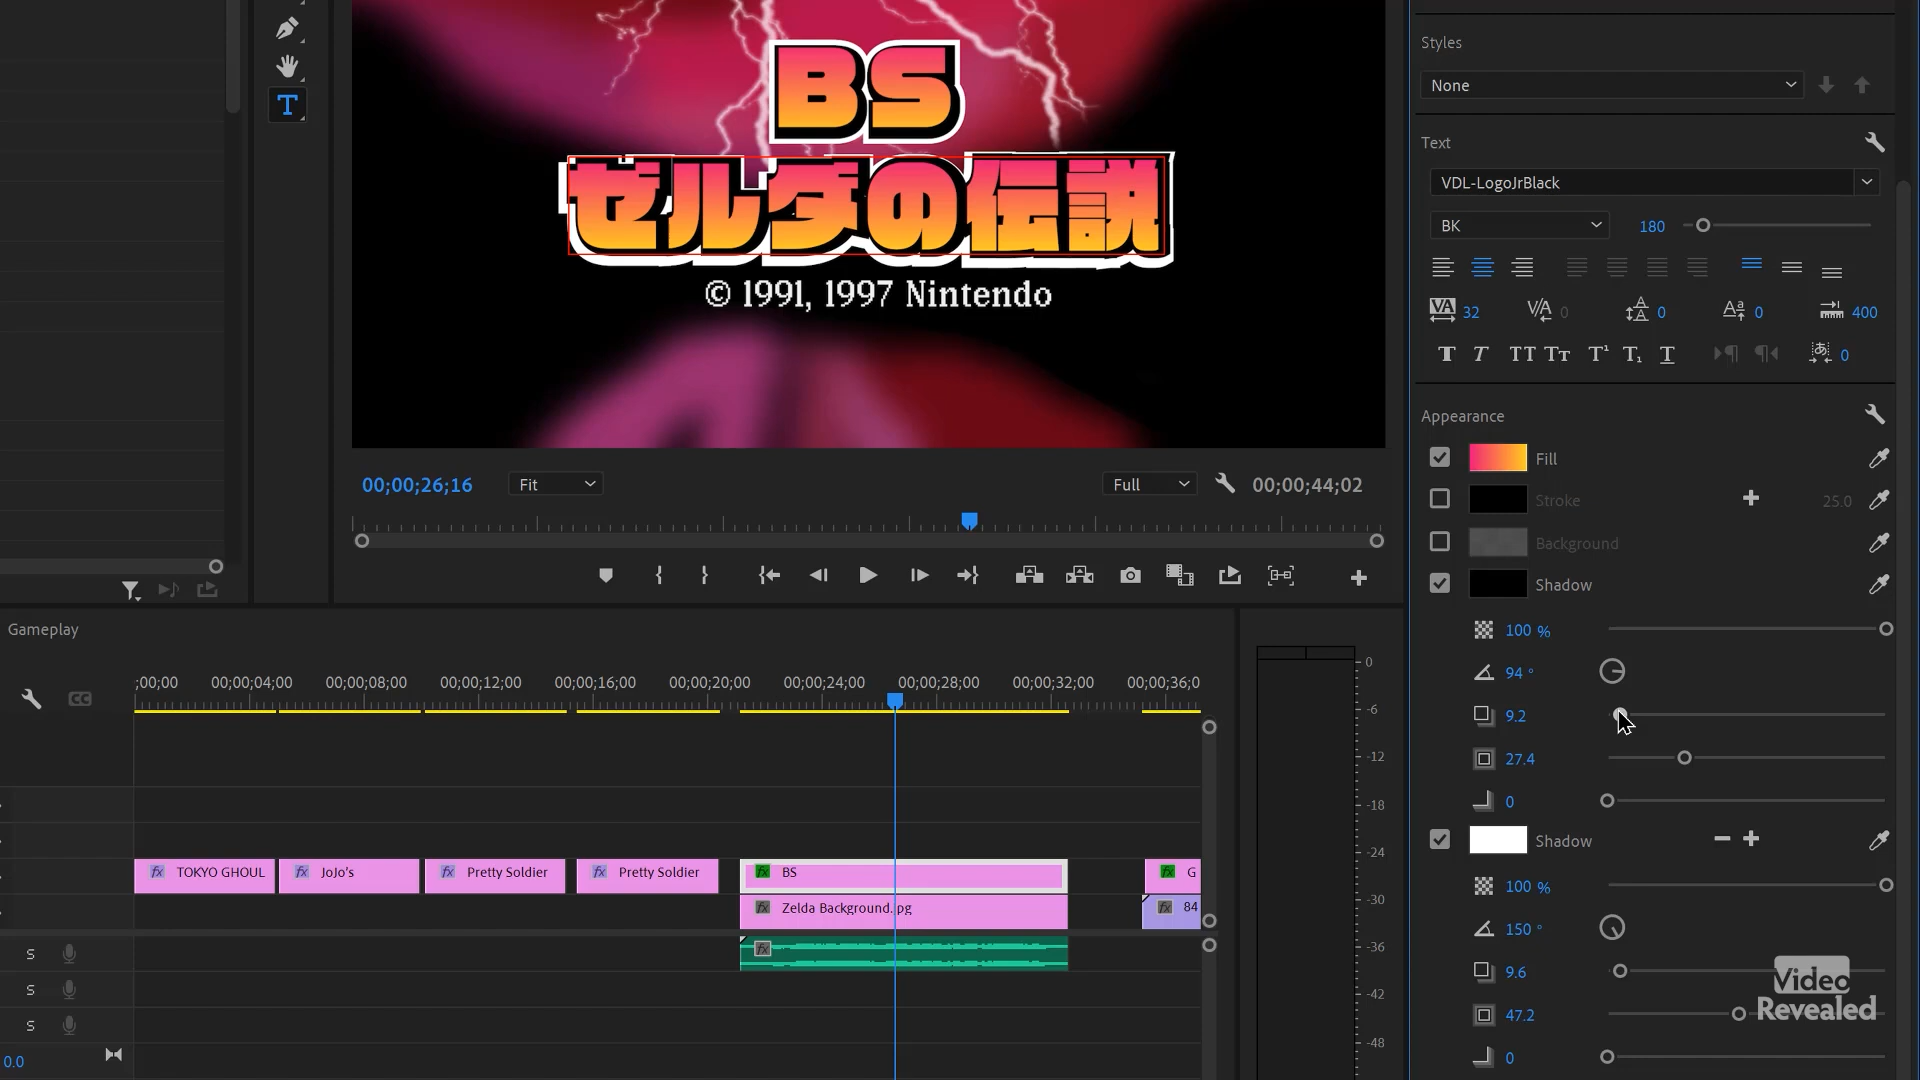 BS
ゼルダの伝説
© 1991, 1997 Nintendo
00;00;26;16
Fit
Full
00;00;44;02
Gameplay
;00;00
00;00;04;00
00;00;08;00
00;00;12;00
00;00;16;00
00;00;20;00
00;00;24;00
00;00;28;00
00;00;32;00
00;00;36;0
TOKYO GHOUL
JoJo's
Pretty Soldier
Pretty Soldier
BS
G
Zelda Background.jpg
84
S
S
S
0.0
0
-6
-12
-18
-24
-30
-36
-42
-48
Styles
None
Text
VDL-LogoJrBlack
BK
180
32
0
0
0
400
0
Appearance
Fill
Stroke
25.0
Background
Shadow
100 %
94 °
9.2
27.4
0
Shadow
100 %
150 °
9.6
47.2
0
Video
Revealed